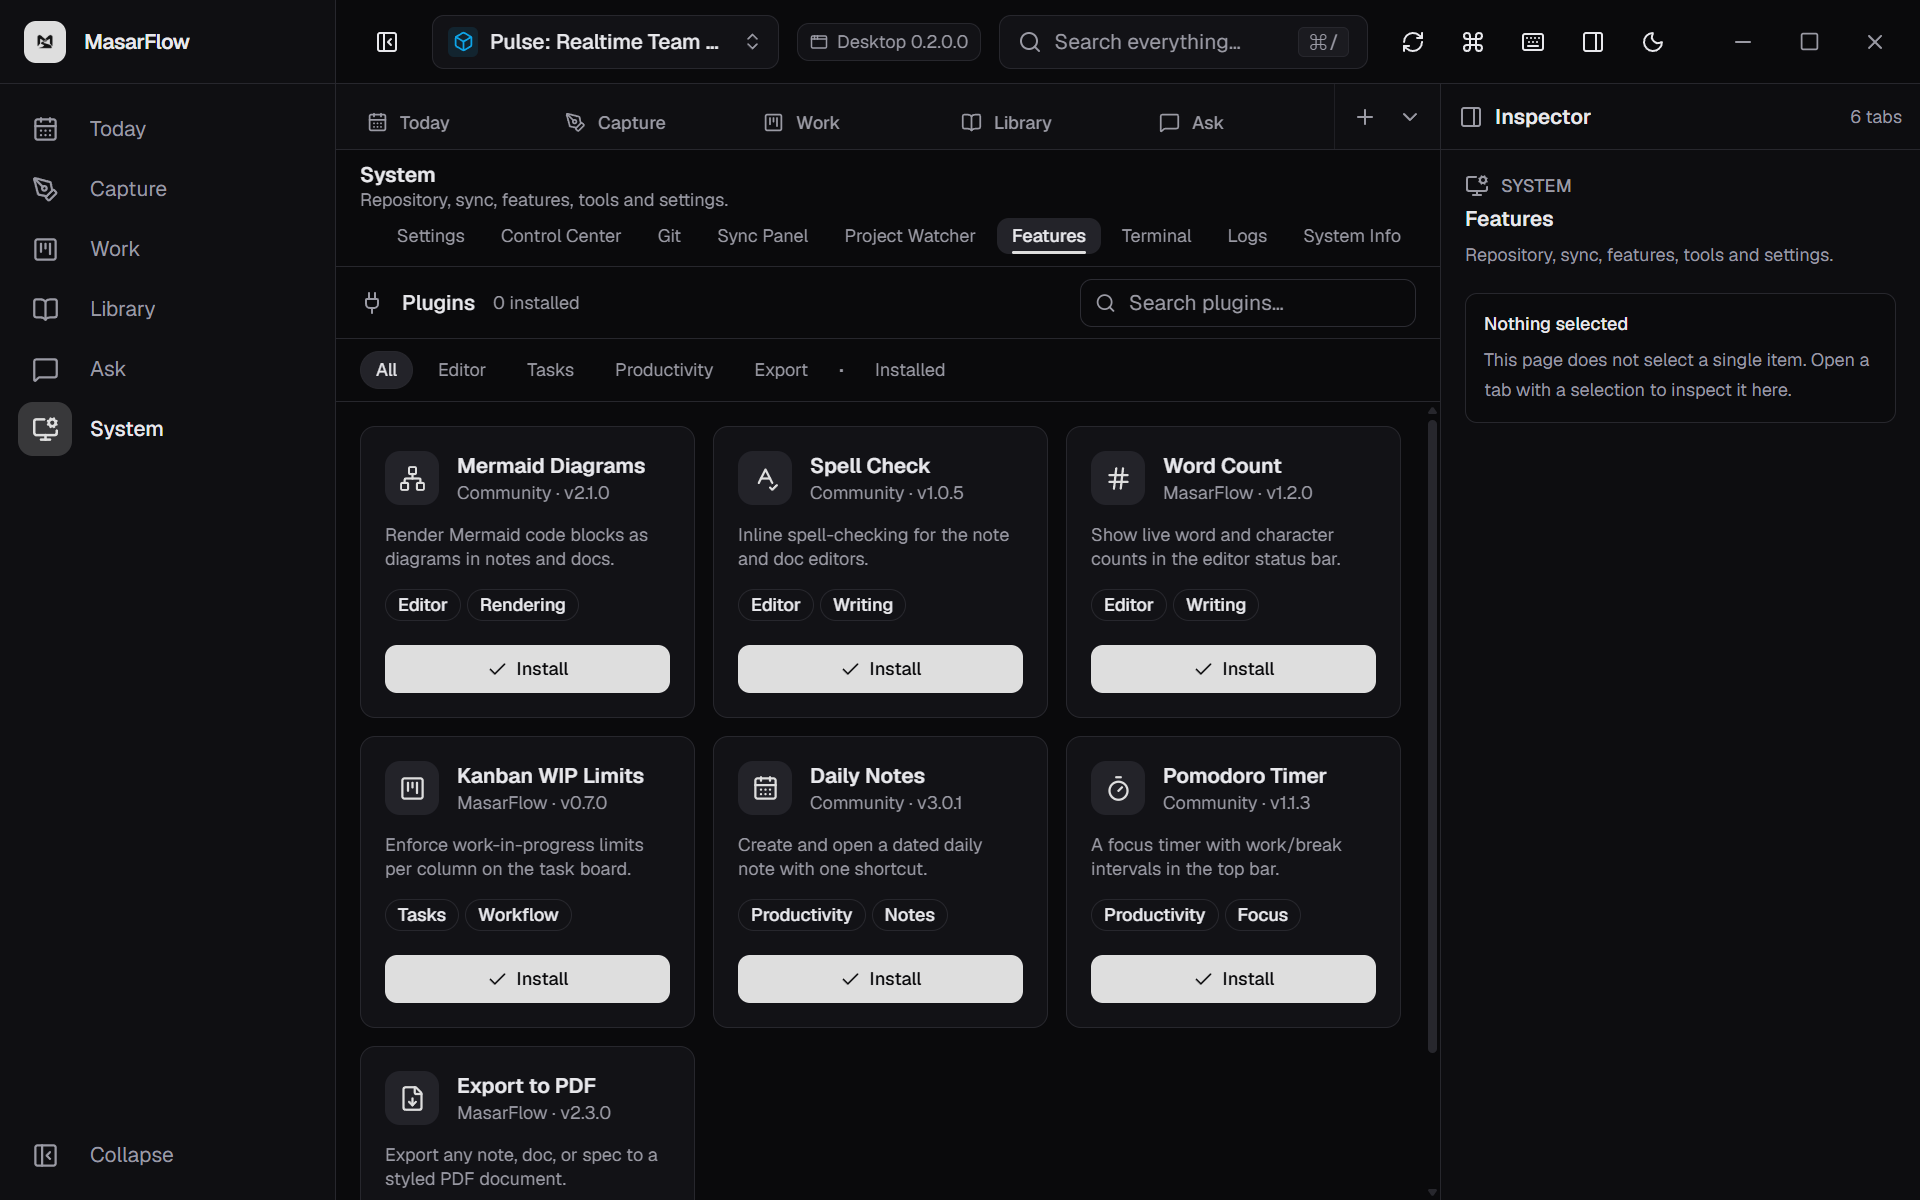 MasarFlow
Pulse: Realtime Team ...
Desktop 0.2.0.0
Search everything...
⌘/
Today
Capture
Work
Library
Ask
System
Collapse
Today
Capture
Work
Library
Ask
System
Repository, sync, features, tools and settings.
Settings
Control Center
Git
Sync Panel
Project Watcher
Features
Terminal
Logs
System Info
Plugins
0 installed
Search plugins...
All
Editor
Tasks
Productivity
Export
·
Installed
Mermaid Diagrams
Community · v2.1.0
Render Mermaid code blocks as
diagrams in notes and docs.
Editor
Rendering
Install
Spell Check
Community · v1.0.5
Inline spell-checking for the note
and doc editors.
Editor
Writing
Install
Word Count
MasarFlow · v1.2.0
Show live word and character
counts in the editor status bar.
Editor
Writing
Install
Kanban WIP Limits
MasarFlow · v0.7.0
Enforce work-in-progress limits
per column on the task board.
Tasks
Workflow
Install
Daily Notes
Community · v3.0.1
Create and open a dated daily
note with one shortcut.
Productivity
Notes
Install
Pomodoro Timer
Community · v1.1.3
A focus timer with work/break
intervals in the top bar.
Productivity
Focus
Install
Export to PDF
MasarFlow · v2.3.0
Export any note, doc, or spec to a
styled PDF document.
Inspector
6 tabs
SYSTEM
Features
Repository, sync, features, tools and settings.
Nothing selected
This page does not select a single item. Open a
tab with a selection to inspect it here.